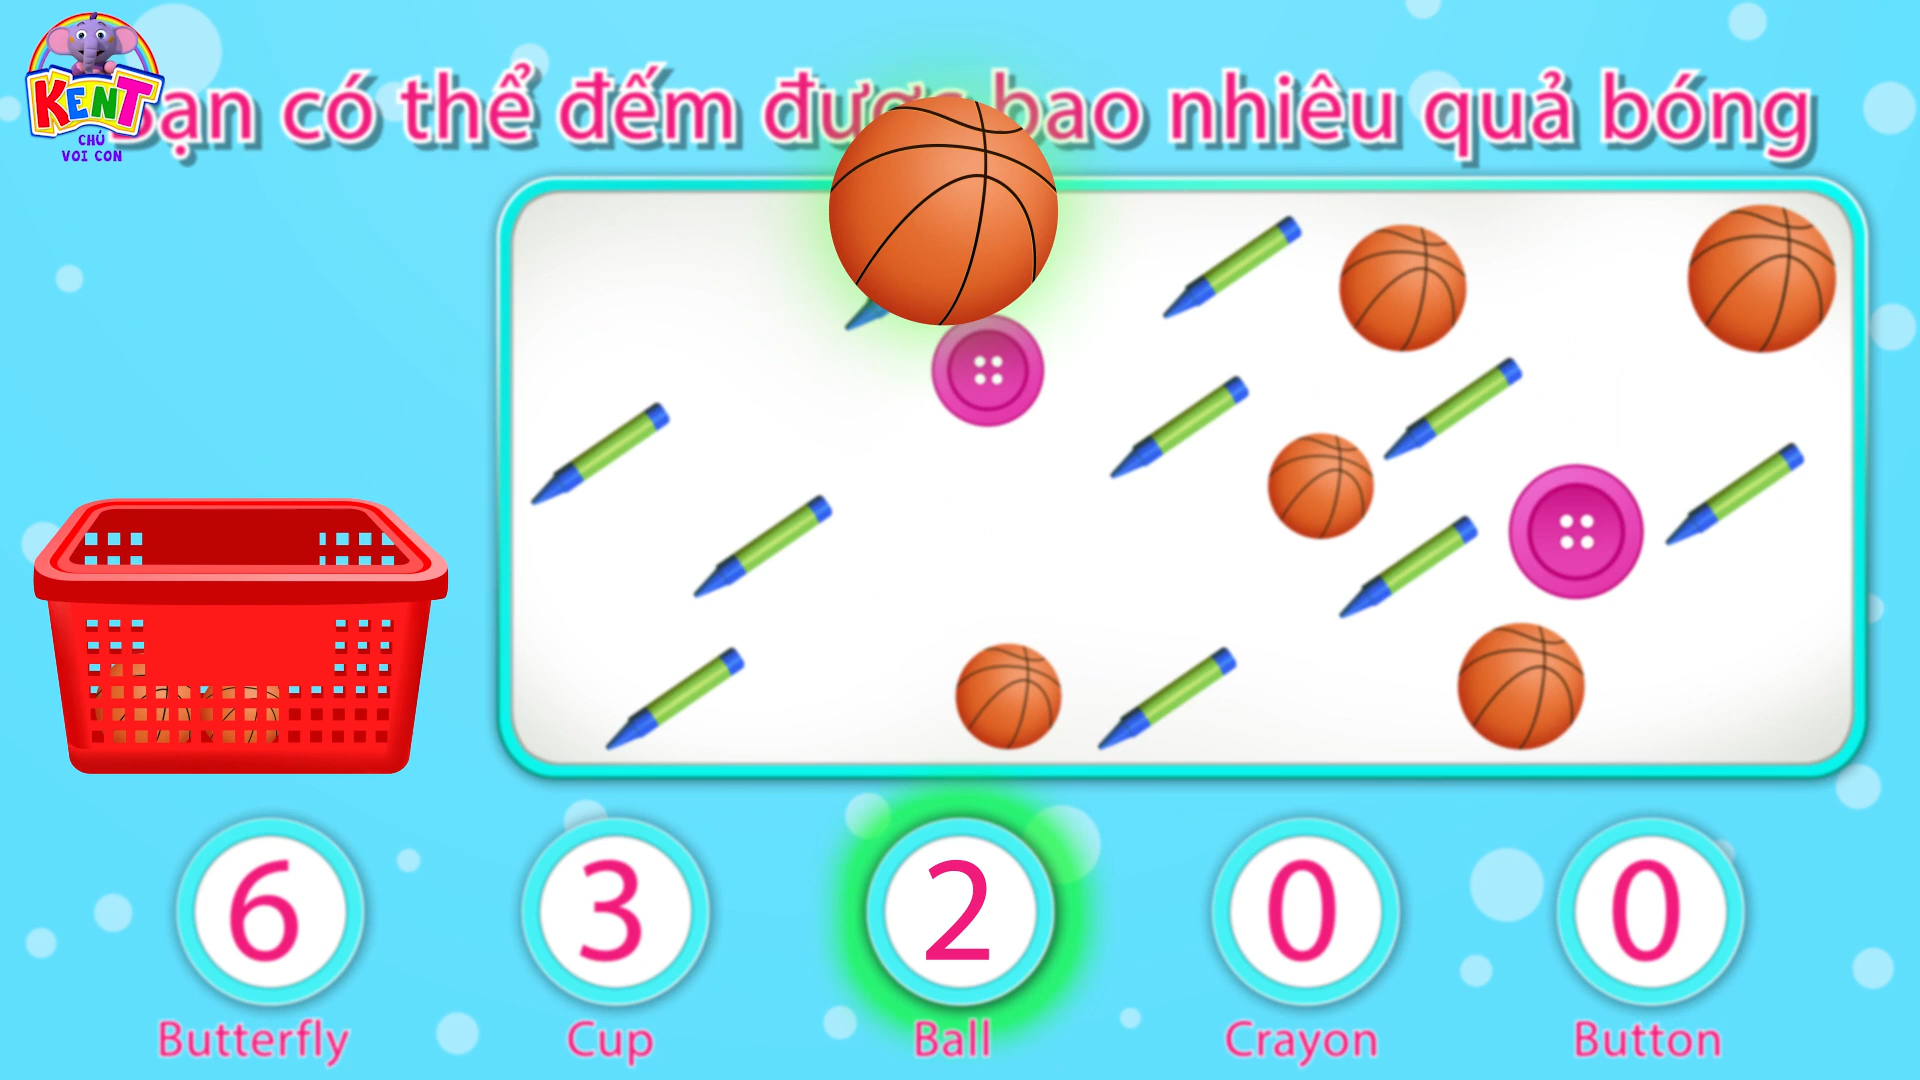 KENT
CHÚ
VOI CON
Bạn có thể đếm được bao nhiêu quả bóng
6
3
2
0
0
Butterfly
Cup
Ball
Crayon
Button